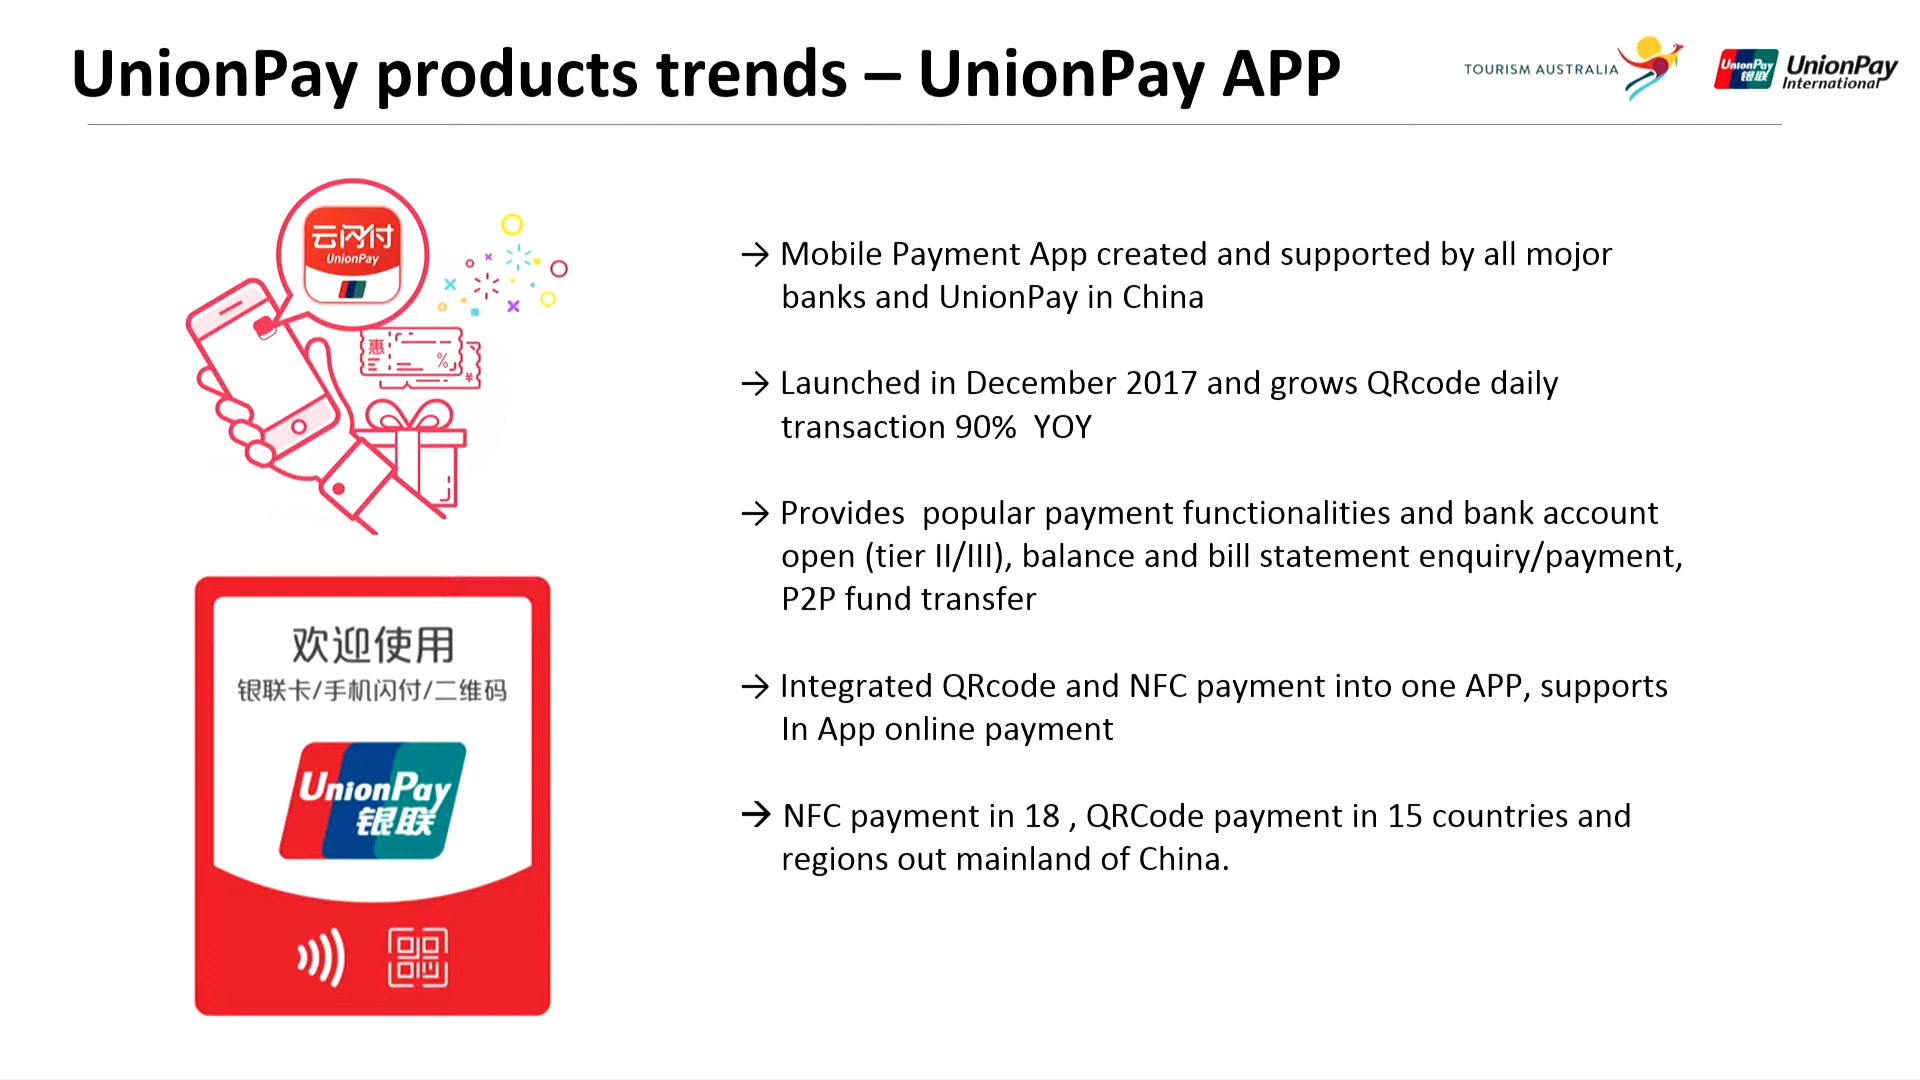 UnionPay products trends – UnionPay APP
TOURISM AUSTRALIA
UnionPay
银联
UnionPay
International
云闪付
UnionPay
惠
%
¥
→ Mobile Payment App created and supported by all mojor
banks and UnionPay in China
→ Launched in December 2017 and grows QRcode daily
transaction 90%  YOY
→ Provides  popular payment functionalities and bank account
open (tier II/III), balance and bill statement enquiry/payment,
P2P fund transfer
→ Integrated QRcode and NFC payment into one APP, supports
In App online payment
→ NFC payment in 18 , QRCode payment in 15 countries and
regions out mainland of China.
欢迎使用
银联卡/手机闪付/二维码
UnionPay
银联